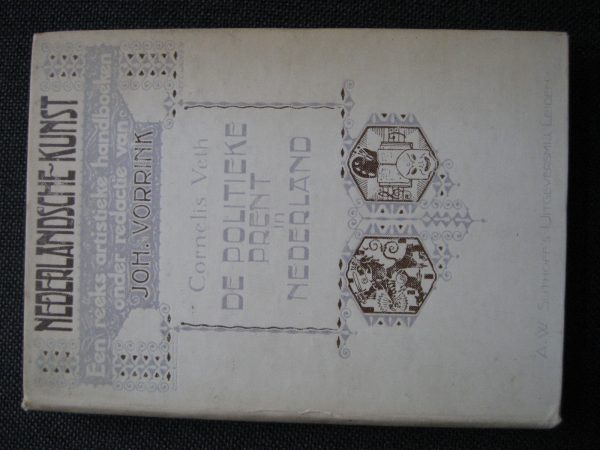 NEDERLANDSCHE·KUNST
Een reeks artistieke handboeken
onder redactie van
JOH. VORRINK
Cornelis Veth
DE POLITIEKE
PRENT
in
NEDERLAND
A.W. Uitgeversmij. Leiden